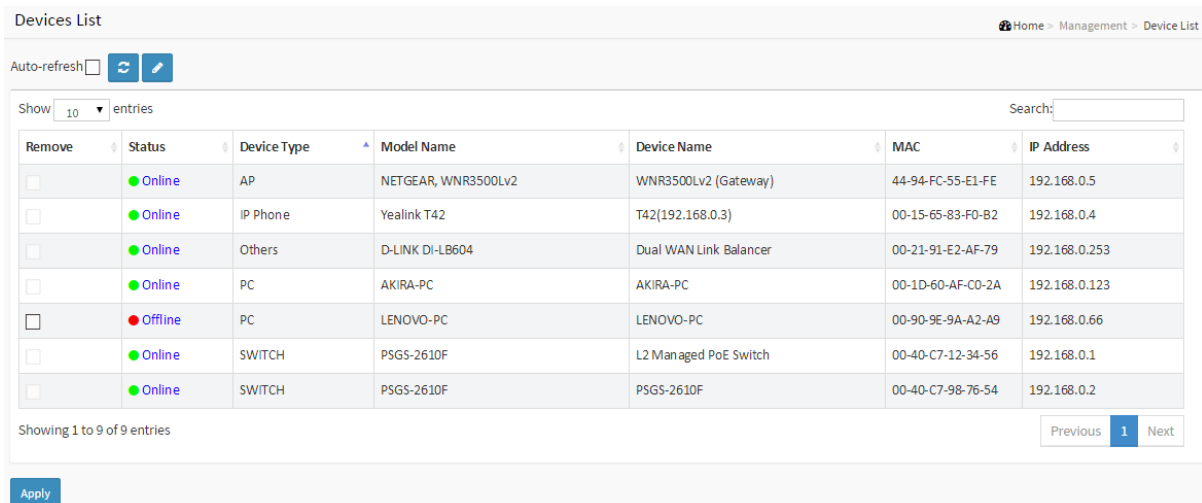 Devices List
Home > Management > Device List
Auto-refresh
Show 10 entries
Search:
Remove Status Device Type Model Name Device Name MAC IP Address
Online AP NETGEAR, WNR3500Lv2 WNR3500Lv2 (Gateway) 44-94-FC-55-E1-FE 192.168.0.5
Online IP Phone Yealink T42 T42(192.168.0.3) 00-15-65-83-F0-B2 192.168.0.4
Online Others D-LINK DI-LB604 Dual WAN Link Balancer 00-21-91-E2-AF-79 192.168.0.253
Online PC AKIRA-PC AKIRA-PC 00-1D-60-AF-C0-2A 192.168.0.123
Offline PC LENOVO-PC LENOVO-PC 00-90-9E-9A-A2-A9 192.168.0.66
Online SWITCH PSGS-2610F L2 Managed PoE Switch 00-40-C7-12-34-56 192.168.0.1
Online SWITCH PSGS-2610F PSGS-2610F 00-40-C7-98-76-54 192.168.0.2
Showing 1 to 9 of 9 entries
Previous 1 Next
Apply